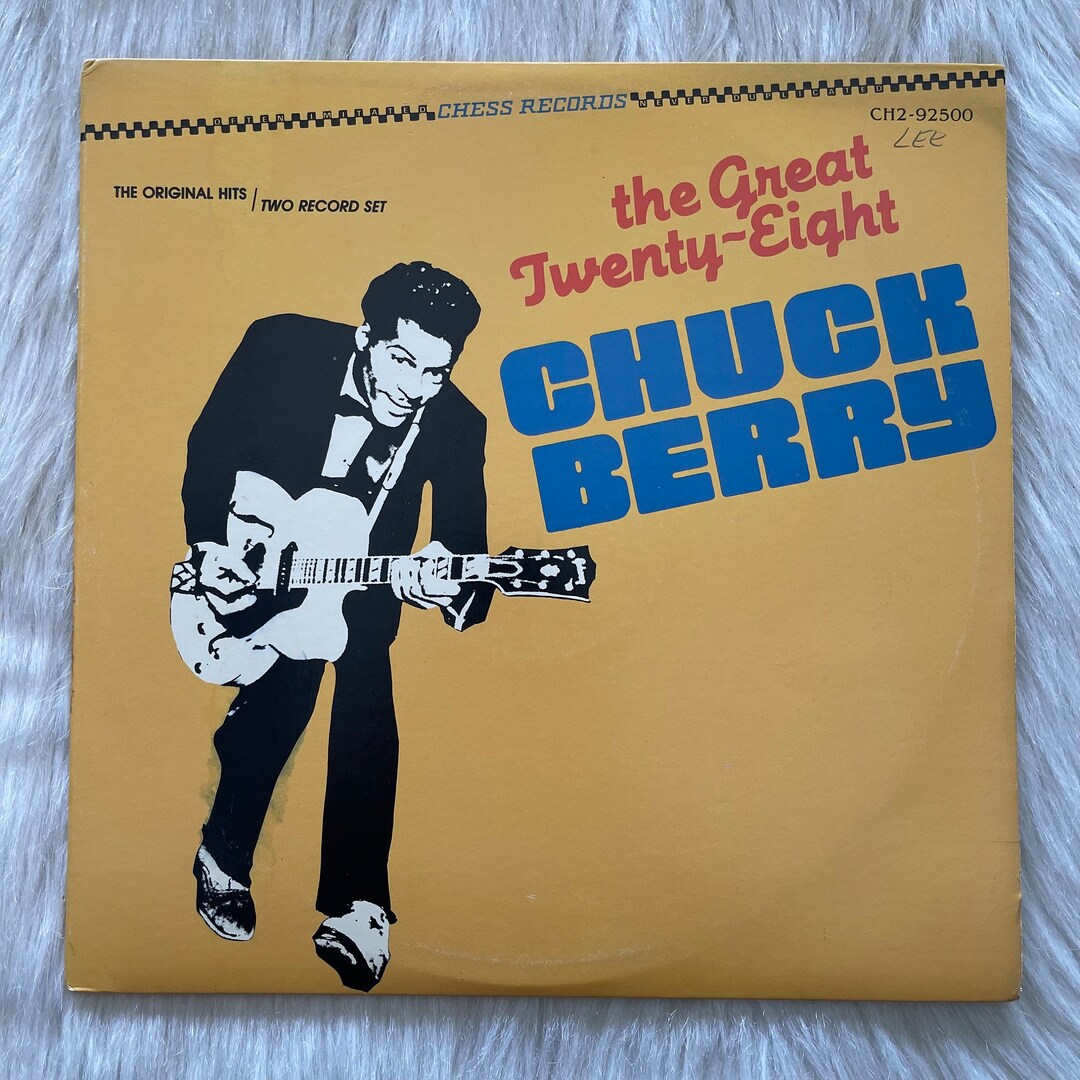 OFTEN IMITATED CHESS RECORDS NEVER DUPLICATED
CH2-92500
LEE
THE ORIGINAL HITS / TWO RECORD SET
the Great
Twenty-Eight
CHUCK
BERRY